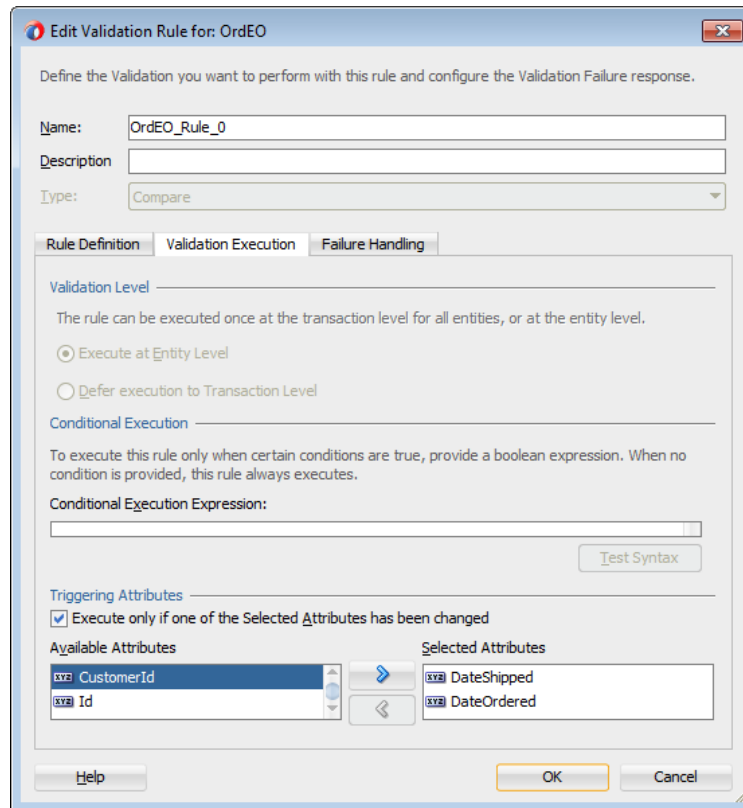 Edit Validation Rule for: OrdEO
Define the Validation you want to perform with this rule and configure the Validation Failure response.
Name: OrdEO_Rule_0
Description
Type: Compare
Rule Definition Validation Execution Failure Handling
Validation Level
The rule can be executed once at the transaction level for all entities, or at the entity level.
Execute at Entity Level
Defer execution to Transaction Level
Conditional Execution
To execute this rule only when certain conditions are true, provide a boolean expression. When no
condition is provided, this rule always executes.
Conditional Execution Expression:
Test Syntax
Triggering Attributes
Execute only if one of the Selected Attributes has been changed
Available Attributes Selected Attributes
XYZ CustomerId XYZ DateShipped
XYZ Id XYZ DateOrdered
Help OK Cancel